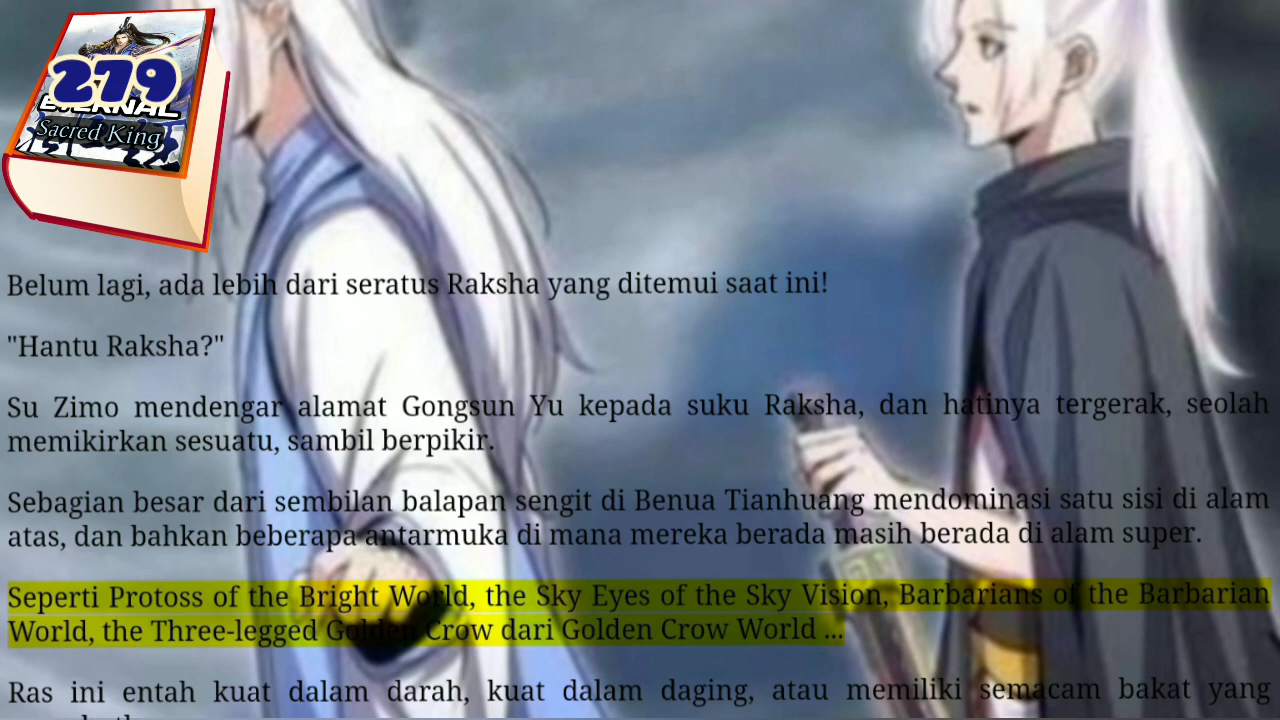 279
ETERNAL
Sacred King
Belum lagi, ada lebih dari seratus Raksha yang ditemui saat ini!
"Hantu Raksha?"
Su Zimo mendengar alamat Gongsun Yu kepada suku Raksha, dan hatinya tergerak, seolah
memikirkan sesuatu, sambil berpikir.
Sebagian besar dari sembilan balapan sengit di Benua Tianhuang mendominasi satu sisi di alam
atas, dan bahkan beberapa antarmuka di mana mereka berada masih berada di alam super.
Seperti Protoss of the Bright World, the Sky Eyes of the Sky Vision, Barbarians of the Barbarian
World, the Three-legged Golden Crow dari Golden Crow World ...
Ras ini entah kuat dalam darah, kuat dalam daging, atau memiliki semacam bakat yang